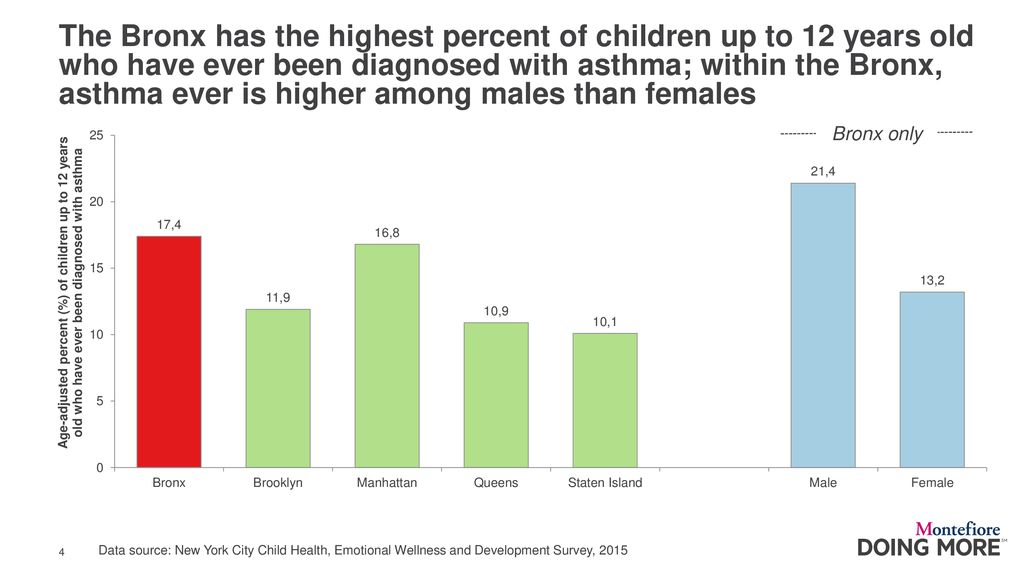 The Bronx has the highest percent of children up to 12 years old
who have ever been diagnosed with asthma; within the Bronx,
asthma ever is higher among males than females
Age-adjusted percent (%) of children up to 12 years
old who have ever been diagnosed with asthma
25
20
15
10
5
0
--------- Bronx only ---------
17,4
11,9
16,8
10,9
10,1
21,4
13,2
Bronx
Brooklyn
Manhattan
Queens
Staten Island
Male
Female
4
Data source: New York City Child Health, Emotional Wellness and Development Survey, 2015
Montefiore
DOING MORE℠